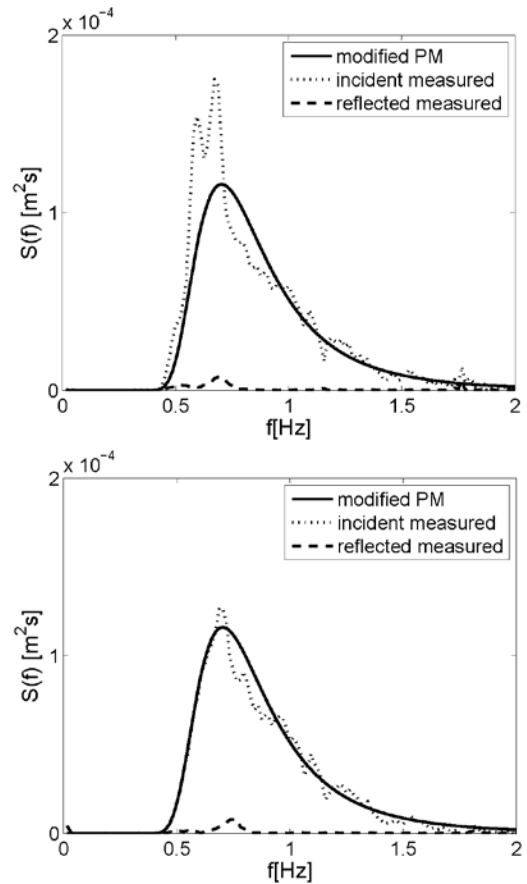 2 x 10⁻⁴
modified PM
incident measured
reflected measured
S(f) [m²s]
1
0
0 0.5 1 1.5 2
f[Hz]
2 x 10⁻⁴
modified PM
incident measured
reflected measured
S(f) [m²s]
1
0
0 0.5 1 1.5 2
f[Hz]